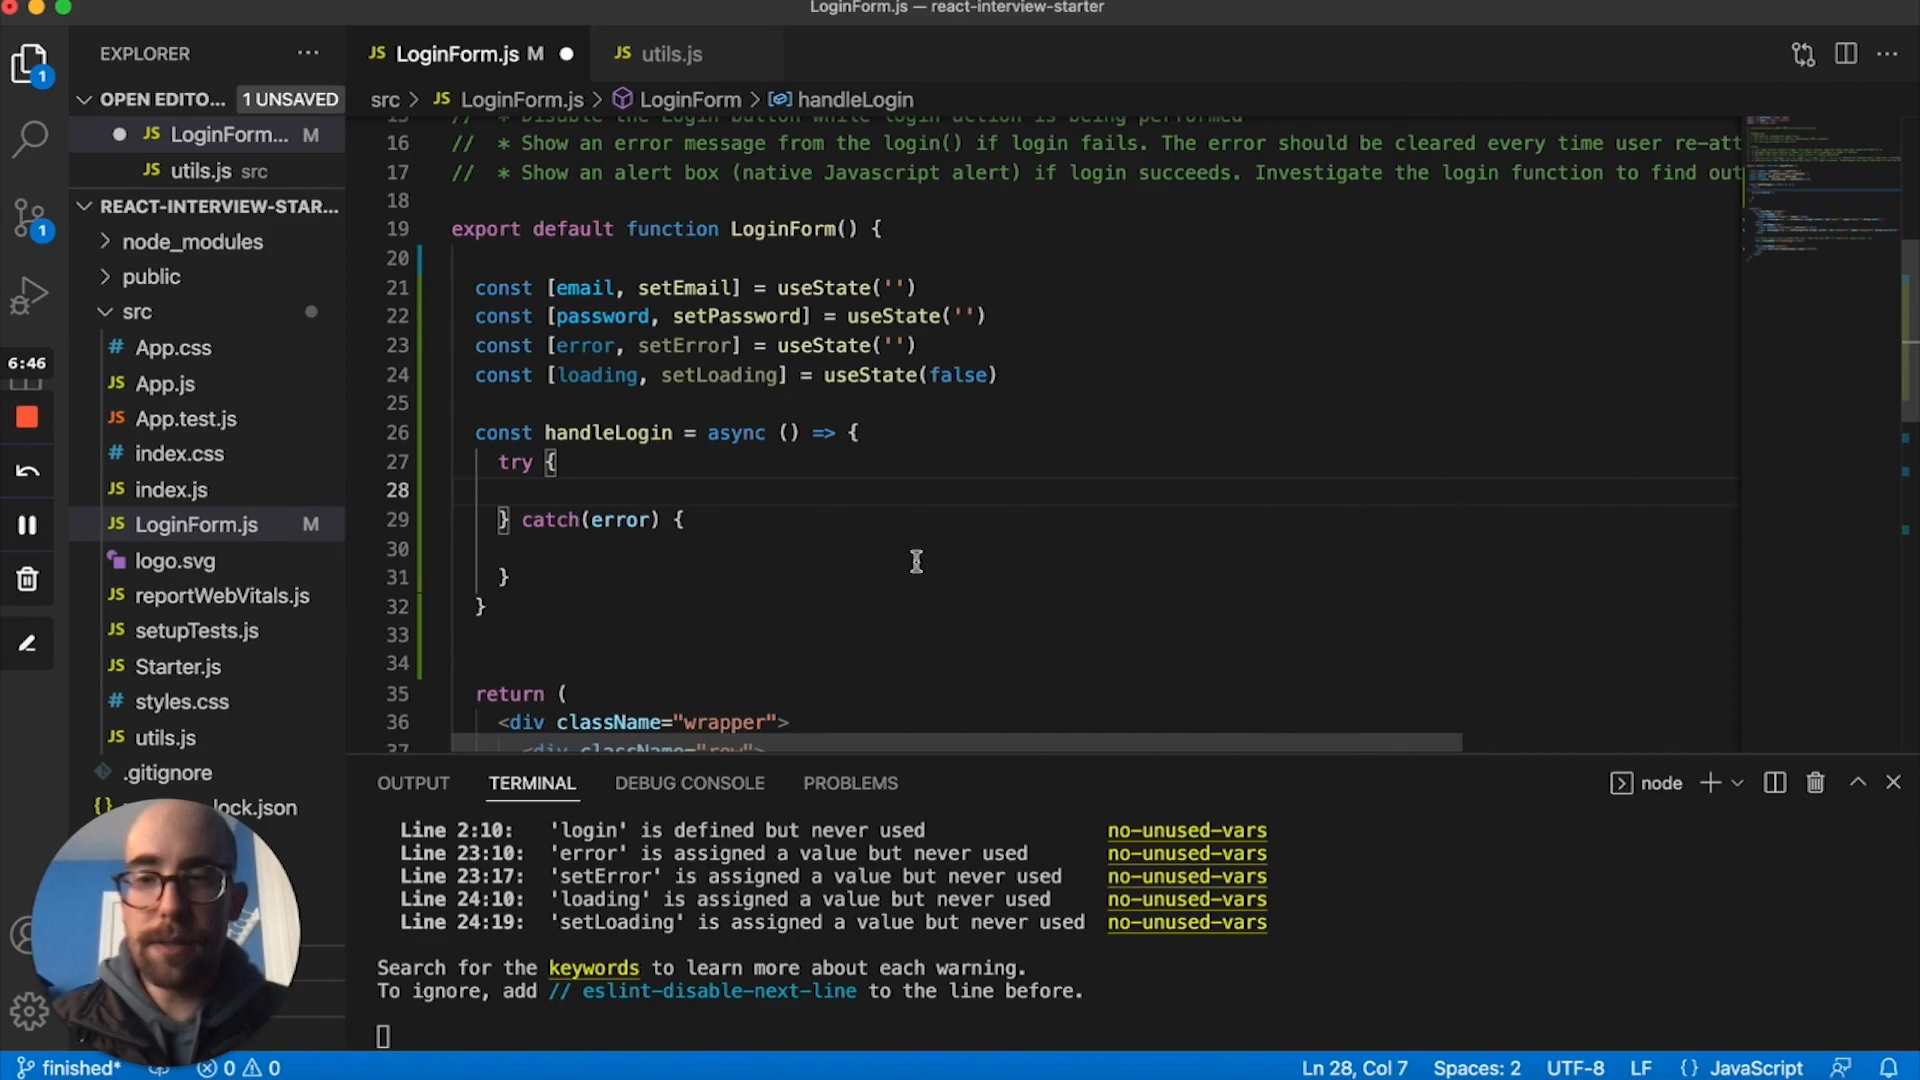 LoginForm.js — react-interview-starter
EXPLORER
LoginForm.js M
utils.js
OPEN EDITO... 1 UNSAVED
src > JS LoginForm.js > LoginForm > handleLogin
JS LoginForm... M
JS utils.js src
REACT-INTERVIEW-STAR...
node_modules
public
src
# App.css
JS App.js
JS App.test.js
# index.css
JS index.js
JS LoginForm.js M
logo.svg
JS reportWebVitals.js
JS setupTests.js
JS Starter.js
# styles.css
JS utils.js
.gitignore
lock.json
6:46
1
1
15 // * Disable the Login button while login action is being performed
16 // * Show an error message from the login() if login fails. The error should be cleared every time user re-att
17 // * Show an alert box (native Javascript alert) if login succeeds. Investigate the login function to find out
18
19 export default function LoginForm() {
20
21 const [email, setEmail] = useState('')
22 const [password, setPassword] = useState('')
23 const [error, setError] = useState('')
24 const [loading, setLoading] = useState(false)
25
26 const handleLogin = async () => {
27 try {
28
29 } catch(error) {
30
31 }
32 }
33
34
35 return (
36 <div className="wrapper">
37 <div className="row">
OUTPUT TERMINAL DEBUG CONSOLE PROBLEMS
node
Line 2:10: 'login' is defined but never used no-unused-vars
Line 23:10: 'error' is assigned a value but never used no-unused-vars
Line 23:17: 'setError' is assigned a value but never used no-unused-vars
Line 24:10: 'loading' is assigned a value but never used no-unused-vars
Line 24:19: 'setLoading' is assigned a value but never used no-unused-vars
Search for the keywords to learn more about each warning.
To ignore, add // eslint-disable-next-line to the line before.
finished* 0 0
Ln 28, Col 7 Spaces: 2 UTF-8 LF {} JavaScript